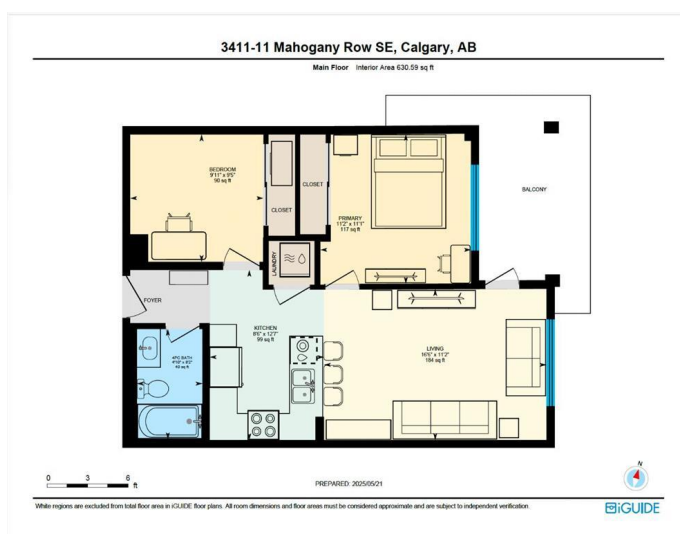 3411-11 Mahogany Row SE, Calgary, AB
Main Floor Interior Area 630.59 sq ft
BEDROOM
9'11" x 9'5"
90 sq ft
CLOSET
CLOSET
PRIMARY
11'2" x 11'1"
117 sq ft
BALCONY
LAUNDRY
FOYER
KITCHEN
8'6" x 12'7"
99 sq ft
LIVING
16'6" x 11'2"
184 sq ft
4PC BATH
4'10" x 8'2"
40 sq ft
0 3 6
ft
PREPARED: 2025/05/21
N
White regions are excluded from total floor area in iGUIDE floor plans. All room dimensions and floor areas must be considered approximate and are subject to independent verification.
iGUIDE